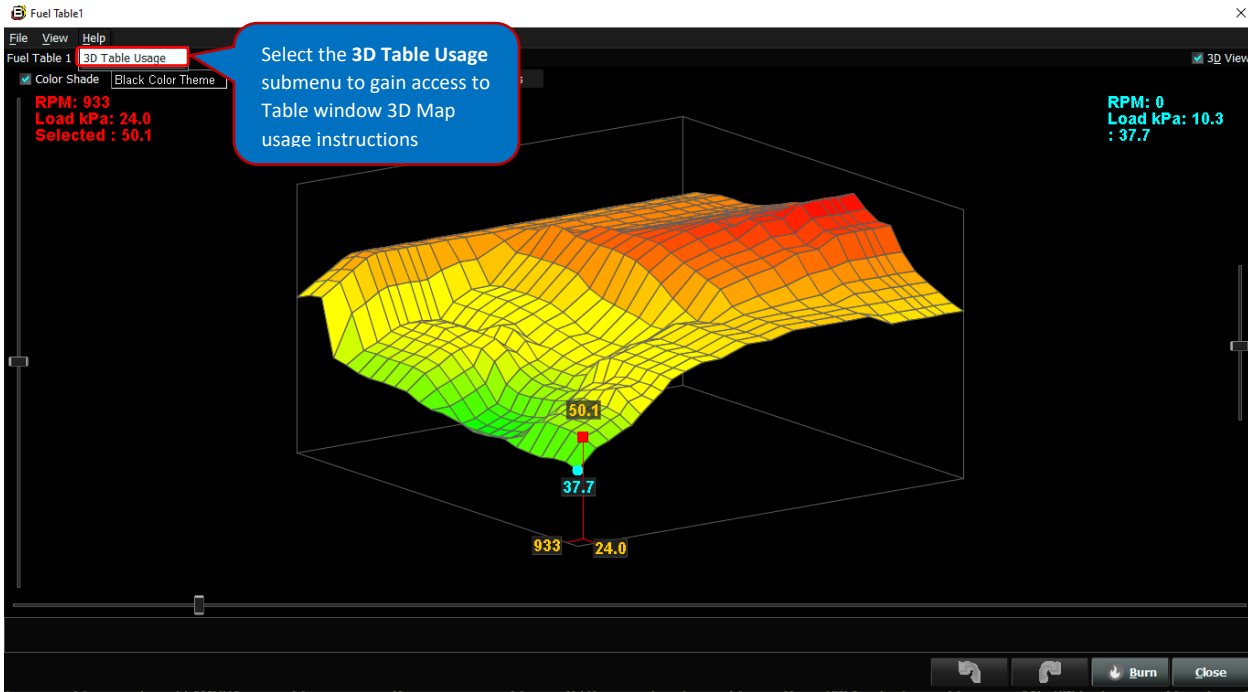 Fuel Table1
File View Help
Fuel Table 1 3D Table Usage
3D View
Color Shade Black Color Theme
Select the 3D Table Usage
submenu to gain access to
Table window 3D Map
usage instructions
RPM: 933
Load kPa: 24.0
Selected : 50.1
RPM: 0
Load kPa: 10.3
: 37.7
50.1
37.7
933
24.0
Burn
Close